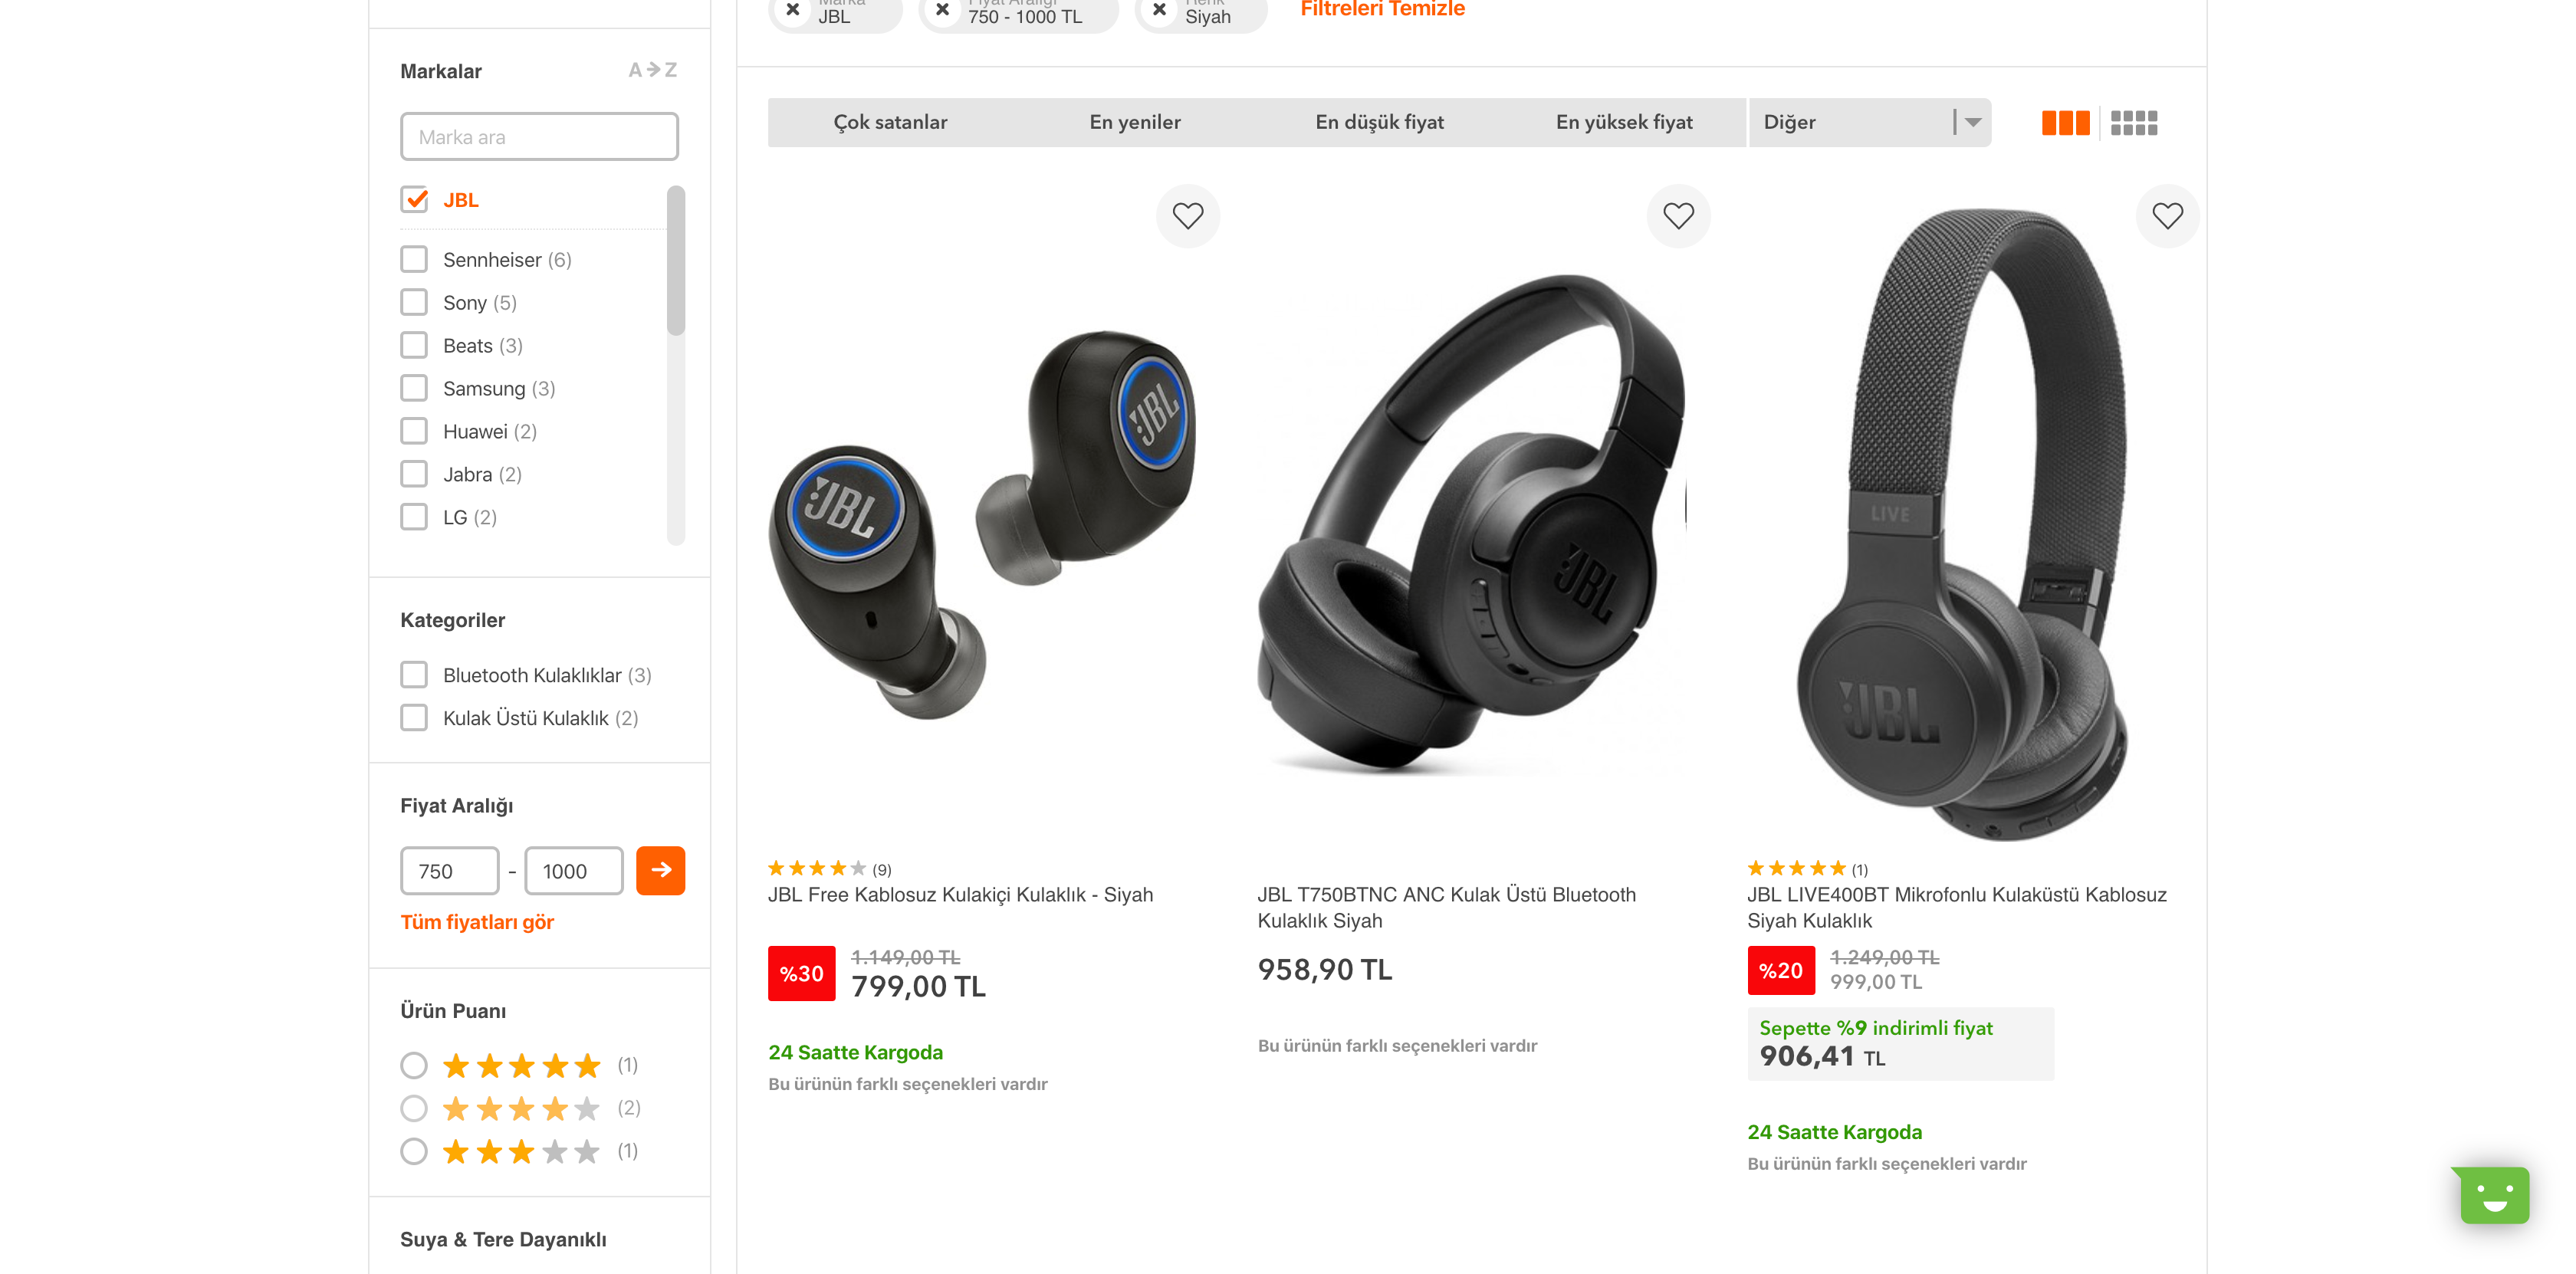 Marka
JBL
Fiyat Aralığı
750 - 1000 TL
Renk
Siyah
Filtreleri Temizle
Markalar
A Z
Marka ara
JBL
Sennheiser (6)
Sony (5)
Beats (3)
Samsung (3)
Huawei (2)
Jabra (2)
LG (2)
Kategoriler
Bluetooth Kulaklıklar (3)
Kulak Üstü Kulaklık (2)
Fiyat Aralığı
750 - 1000
Tüm fiyatları gör
Ürün Puanı
(1)
(2)
(1)
Suya & Tere Dayanıklı
Çok satanlar
En yeniler
En düşük fiyat
En yüksek fiyat
Diğer
JBL
JBL
(9)
JBL Free Kablosuz Kulakiçi Kulaklık - Siyah
%30
1.149,00 TL
799,00 TL
24 Saatte Kargoda
Bu ürünün farklı seçenekleri vardır
JBL
JBL T750BTNC ANC Kulak Üstü Bluetooth
Kulaklık Siyah
958,90 TL
Bu ürünün farklı seçenekleri vardır
LIVE
JBL
(1)
JBL LIVE400BT Mikrofonlu Kulaküstü Kablosuz
Siyah Kulaklık
%20
1.249,00 TL
999,00 TL
Sepette %9 indirimli fiyat
906,41 TL
24 Saatte Kargoda
Bu ürünün farklı seçenekleri vardır